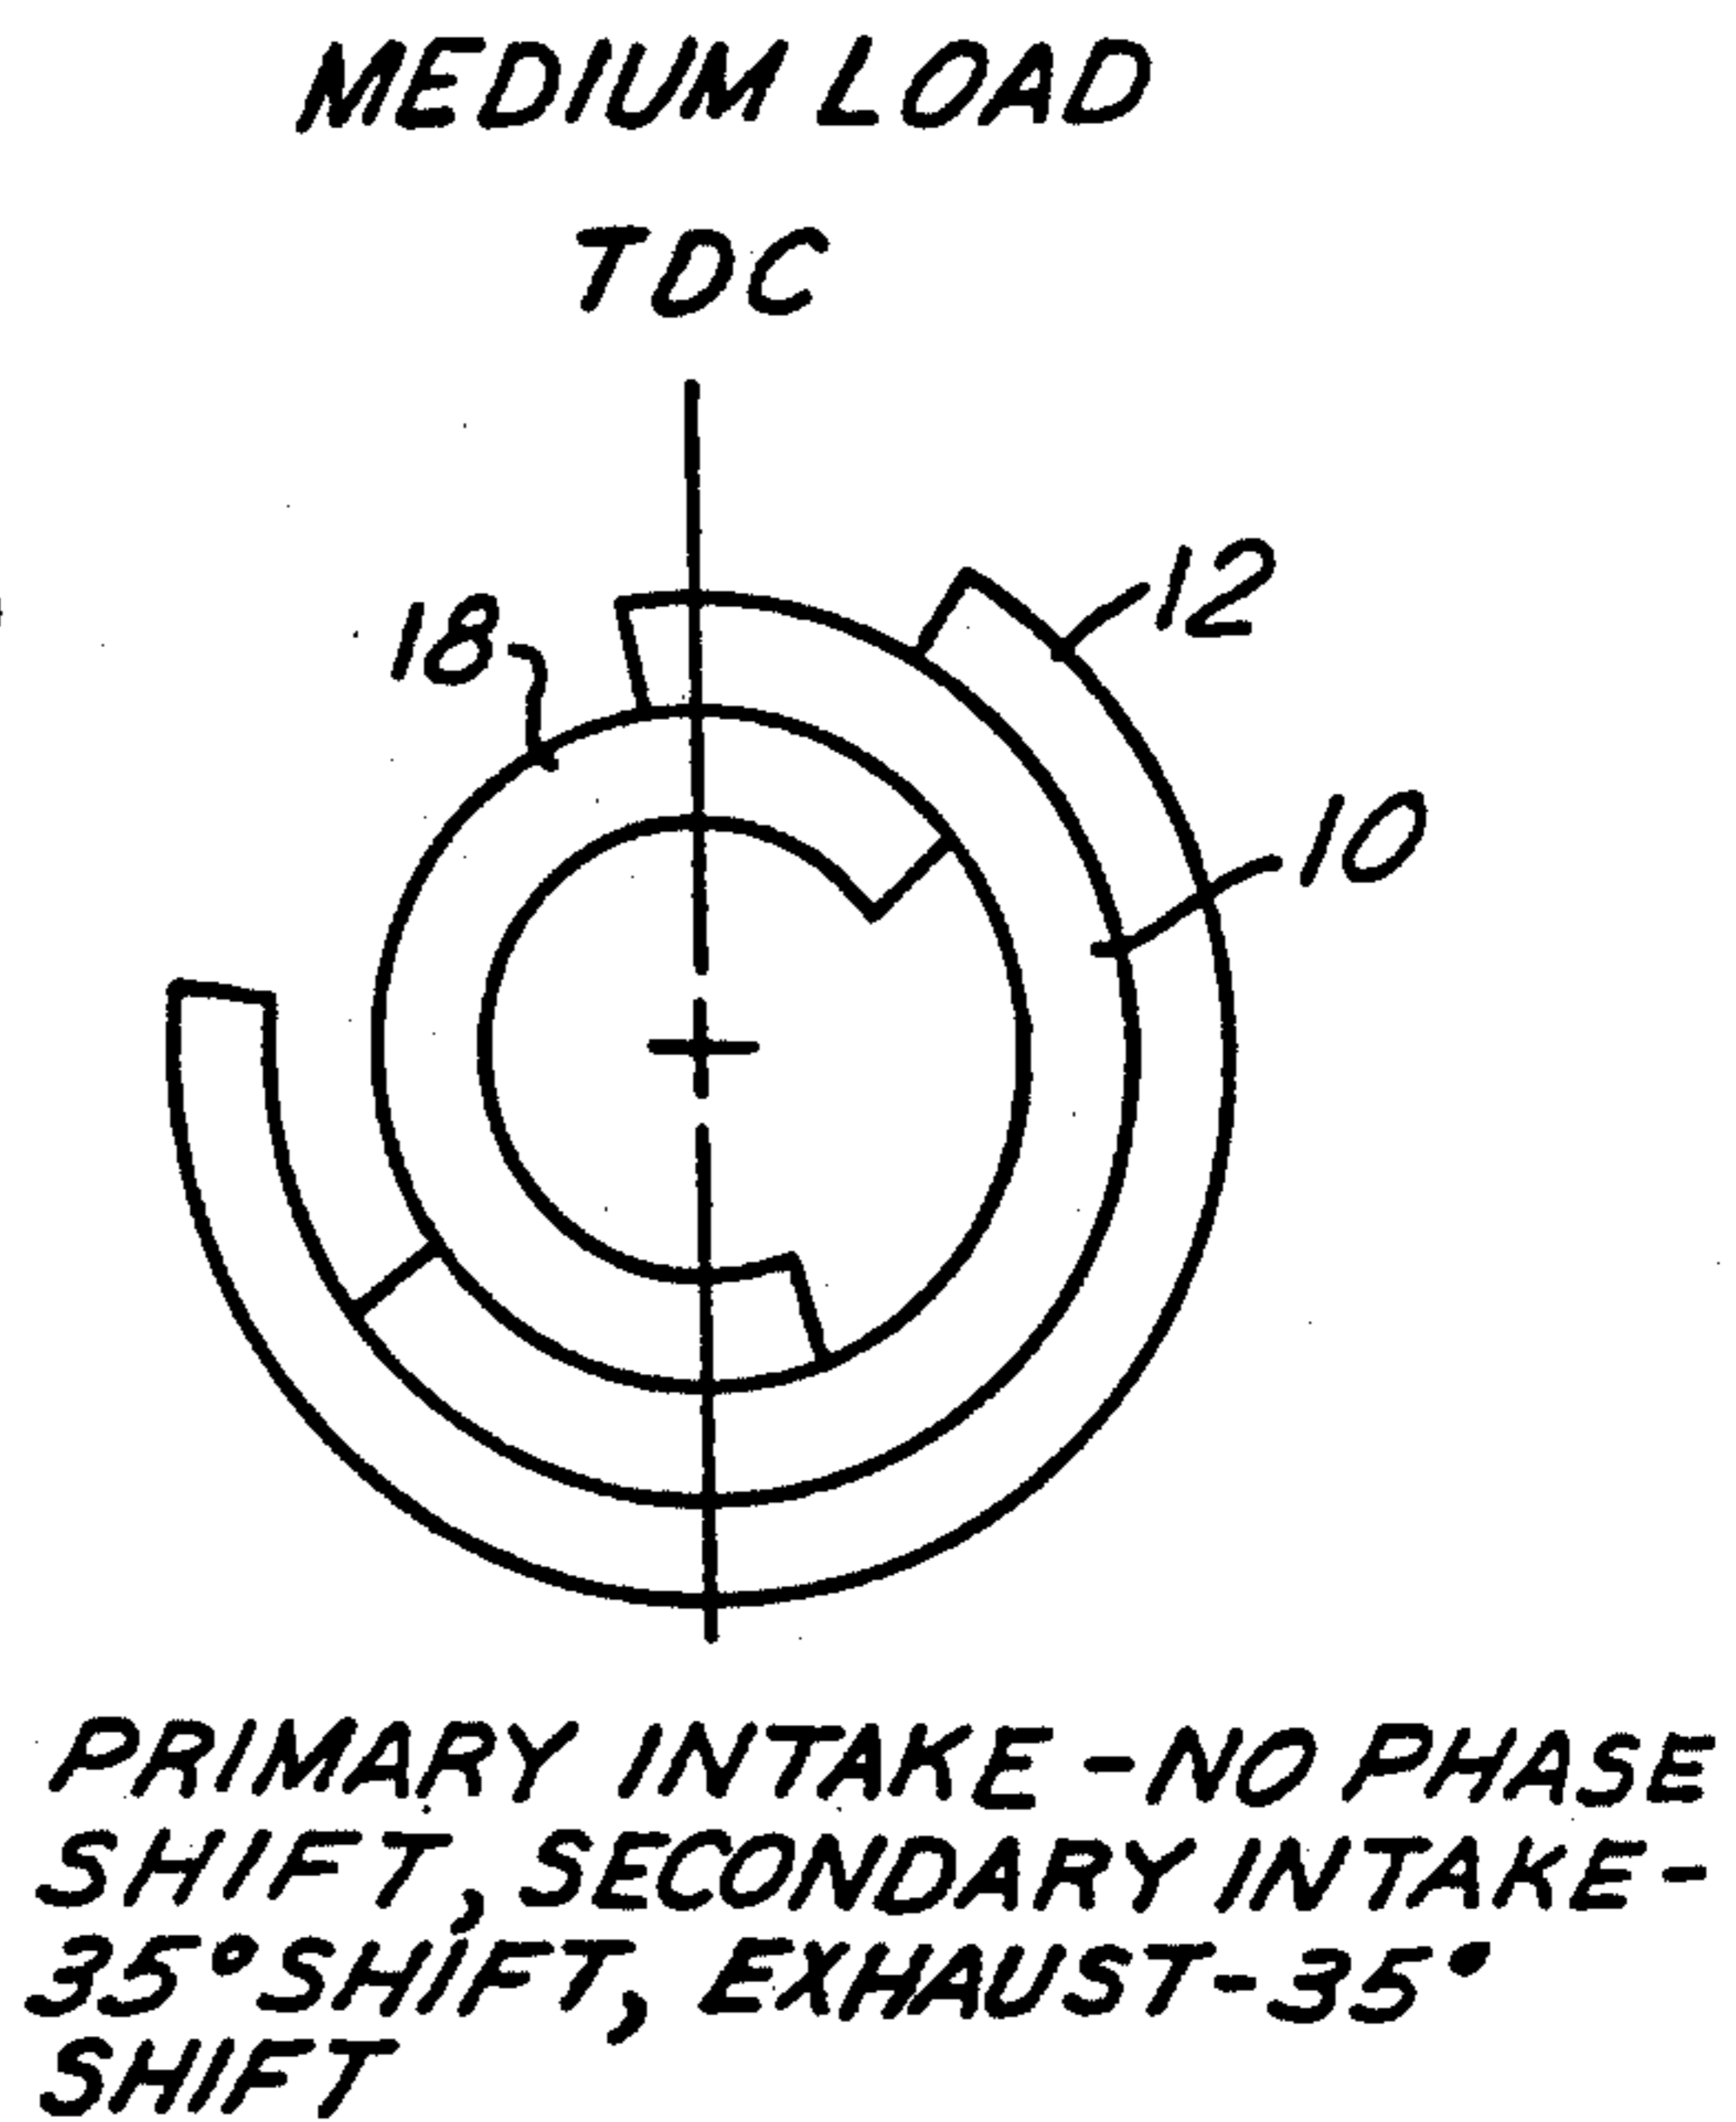 MEDIUM LOAD
TDC
12
18
10
PRIMARY INTAKE-NO PHASE
SHIFT, SECONDARY INTAKE-
35° SHIFT, EXHAUST-35°
SHIFT